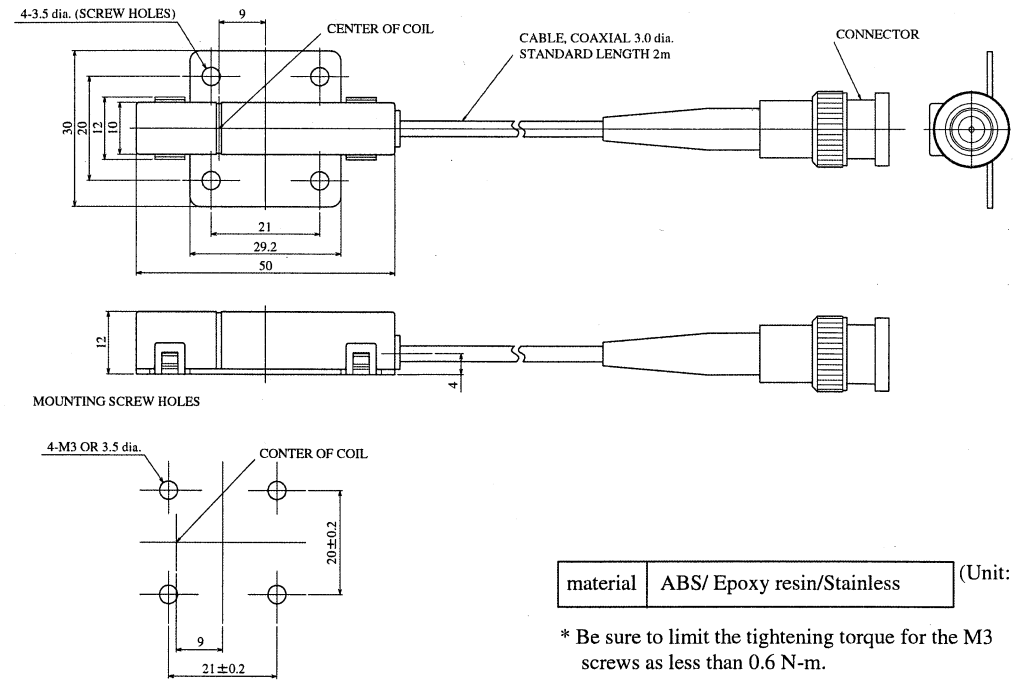 4-3.5 dia. (SCREW HOLES)
9
CENTER OF COIL
CABLE, COAXIAL 3.0 dia.
STANDARD LENGTH 2m
CONNECTOR
30
20
12
10
21
29.2
50
12
4
MOUNTING SCREW HOLES
4-M3 OR 3.5 dia.
CONTER OF COIL
20±0.2
9
21±0.2
material ABS/ Epoxy resin/Stainless
(Unit:
* Be sure to limit the tightening torque for the M3
screws as less than 0.6 N-m.